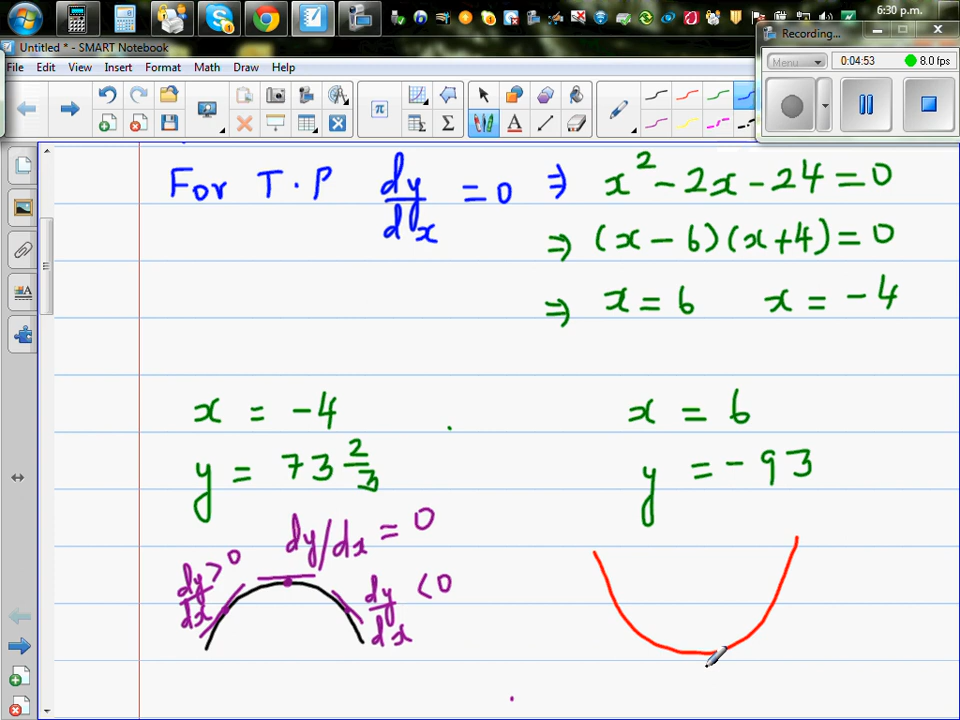 6:30 p.m.
Untitled * - SMART Notebook
Recording...
File Edit View Insert Format Math Draw Help
Menu 0:04:53 8.0 fps
For T.P dy/dx = 0 ⇒ x² - 2x - 24 = 0
⇒ (x - 6)(x + 4) = 0
⇒ x = 6 x = -4
x = -4 x = 6
y = 73 2/3 y = -93
dy/dx = 0
dy/dx > 0 dy/dx < 0